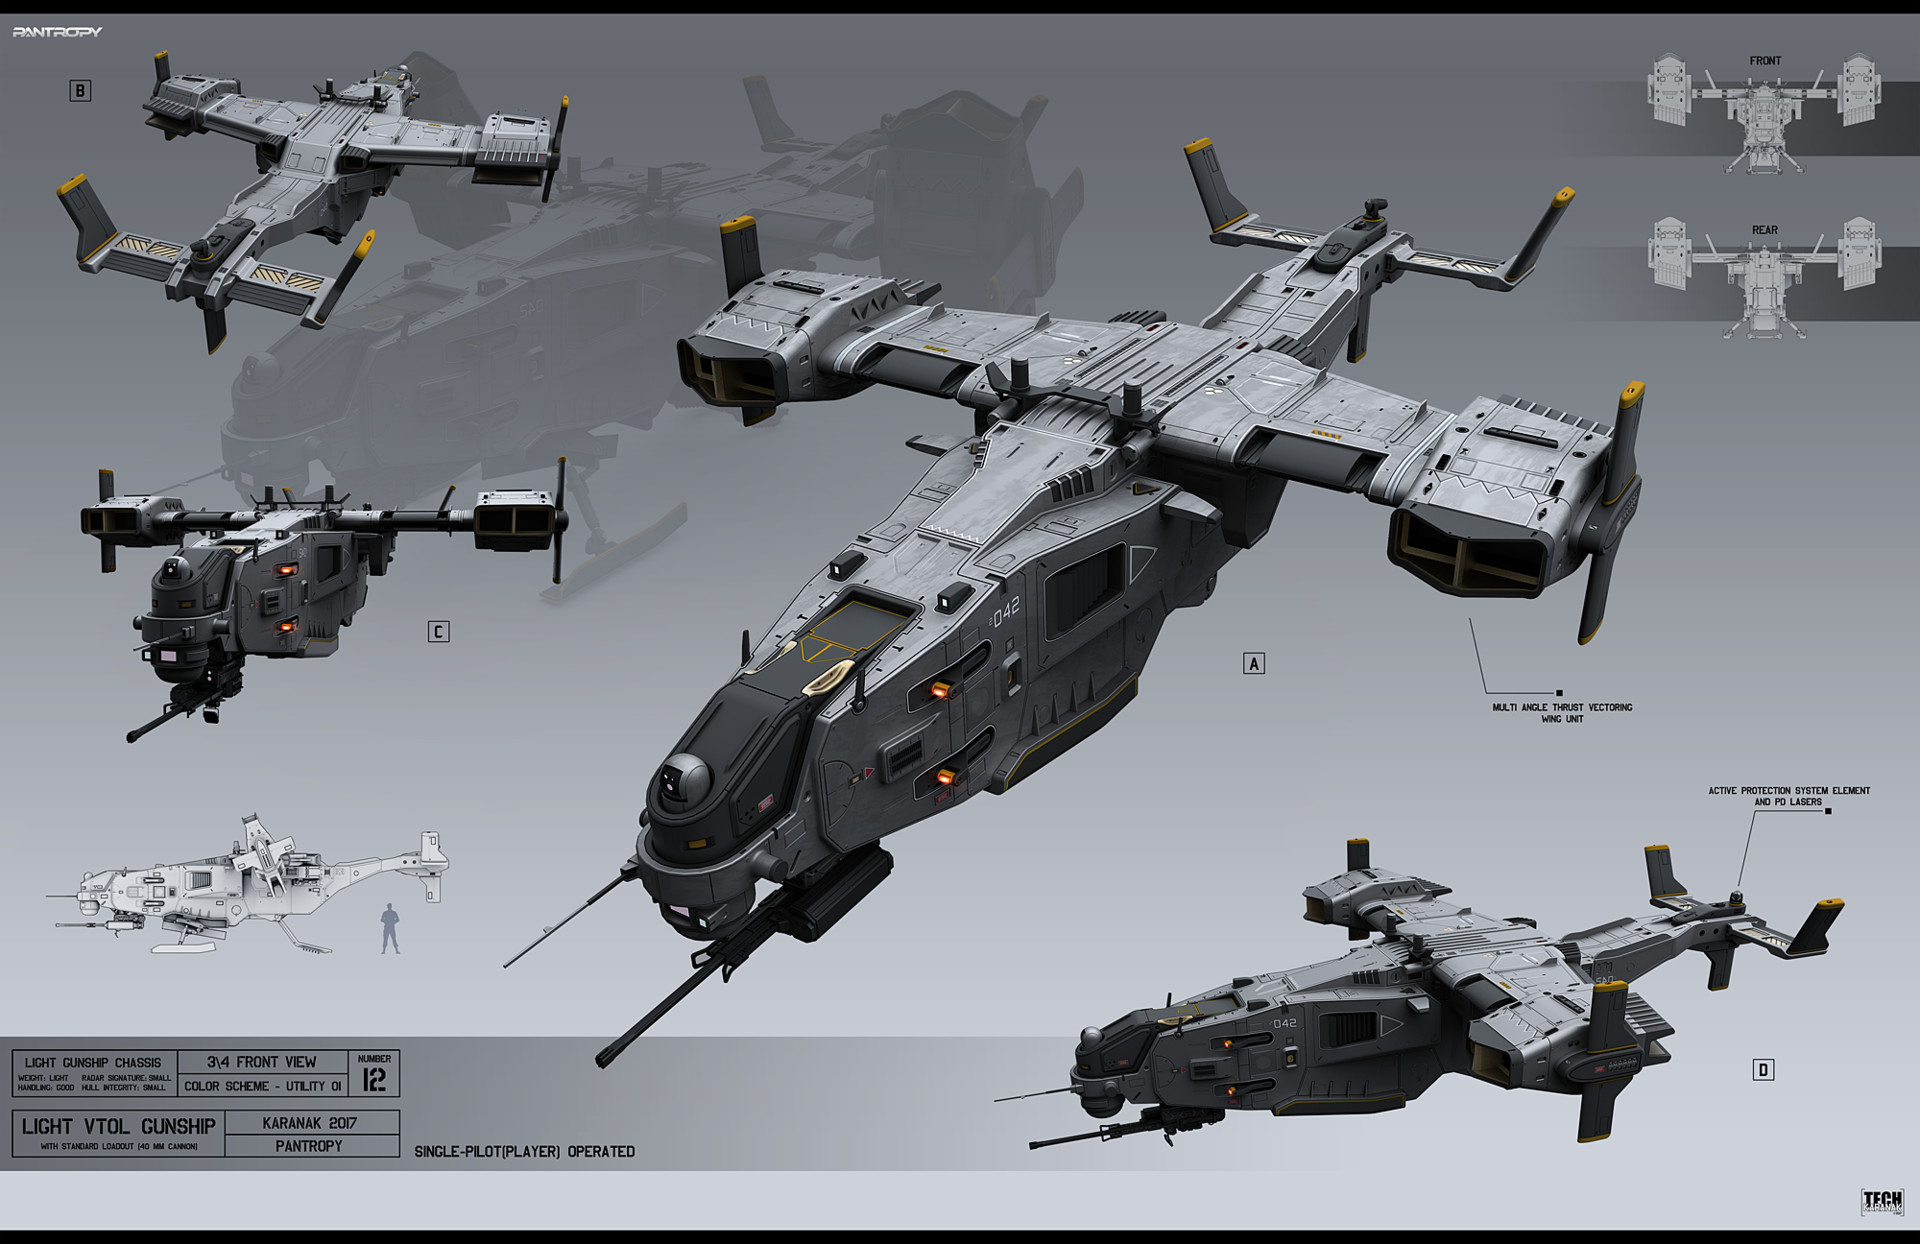 PANTROPY
B
FRONT
REAR
042
C
A
MULTI ANGLE THRUST VECTORING
WING UNIT
ACTIVE PROTECTION SYSTEM ELEMENT
AND PD LASERS
042
D
LIGHT GUNSHIP CHASSIS
WEIGHT: LIGHT RADAR SIGNATURE: SMALL
HANDLING: GOOD HULL INTEGRITY: SMALL
3\4 FRONT VIEW
COLOR SCHEME - UTILITY 01
NUMBER
12
LIGHT VTOL GUNSHIP
WITH STANDARD LOADOUT (40 MM CANNON)
KARANAK 2017
PANTROPY
SINGLE-PILOT(PLAYER) OPERATED
TECH
KARANAK